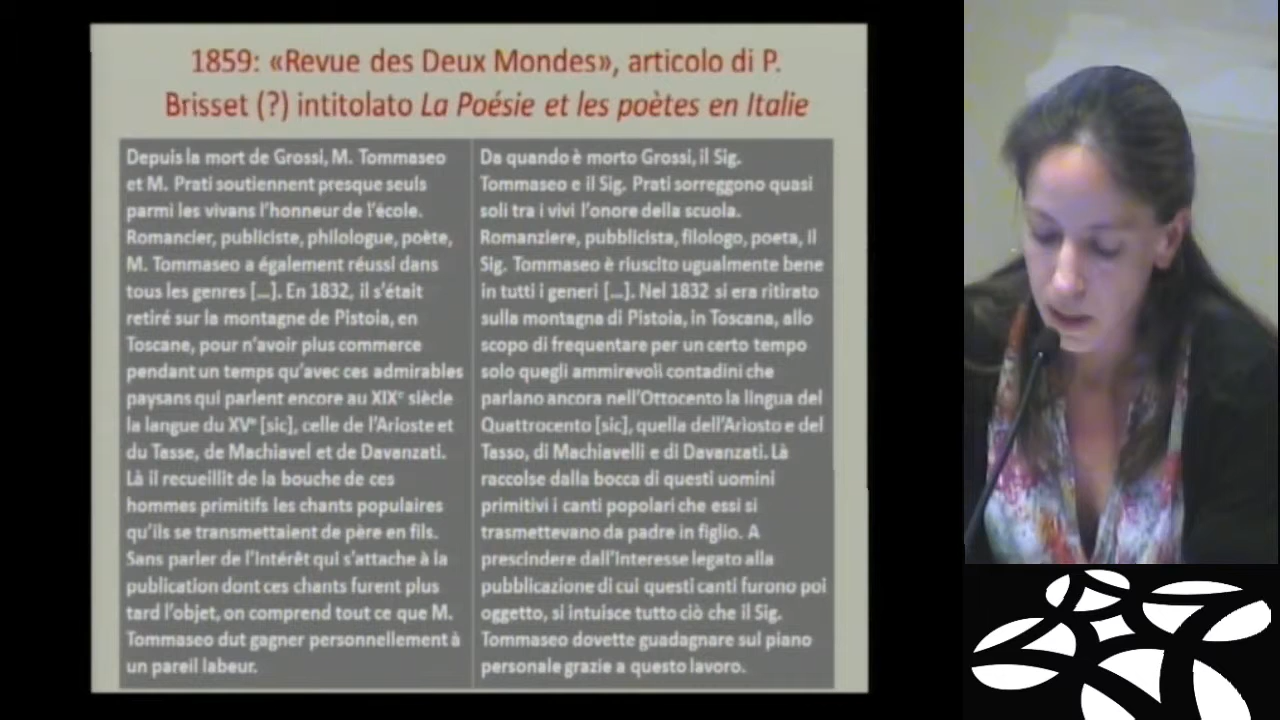 1859: «Revue des Deux Mondes», articolo di P.
Brisset (?) intitolato La Poésie et les poètes en Italie
Depuis la mort de Grossi, M. Tommaseo
et M. Prati soutiennent presque seuls
parmi les vivans l'honneur de l'école.
Romancier, publiciste, philologue, poète,
M. Tommaseo a également réussi dans
tous les genres […]. En 1832, il s'était
retiré sur la montagne de Pistoia, en
Toscane, pour n'avoir plus commerce
pendant un temps qu'avec ces admirables
paysans qui parlent encore au XIXe siècle
la langue du XVe [sic], celle de l'Arioste et
du Tasse, de Machiavel et de Davanzati.
Là il recueillit de la bouche de ces
hommes primitifs les chants populaires
qu'ils se transmettaient de père en fils.
Sans parler de l'intérêt qui s'attache à la
publication dont ces chants furent plus
tard l'objet, on comprend tout ce que M.
Tommaseo dut gagner personnellement à
un pareil labeur.
Da quando è morto Grossi, il Sig.
Tommaseo e il Sig. Prati sorreggono quasi
soli tra i vivi l'onore della scuola.
Romanziere, pubblicista, filologo, poeta, il
Sig. Tommaseo è riuscito ugualmente bene
in tutti i generi […]. Nel 1832 si era ritirato
sulla montagna di Pistoia, in Toscana, allo
scopo di frequentare per un certo tempo
solo quegli ammirevoli contadini che
parlano ancora nell'Ottocento la lingua del
Quattrocento [sic], quella dell'Ariosto e del
Tasso, di Machiavelli e di Davanzati. Là
raccolse dalla bocca di questi uomini
primitivi i canti popolari che essi si
trasmettevano da padre in figlio. A
prescindere dall'interesse legato alla
pubblicazione di cui questi canti furono poi
oggetto, si intuisce tutto ciò che il Sig.
Tommaseo dovette guadagnare sul piano
personale grazie a questo lavoro.